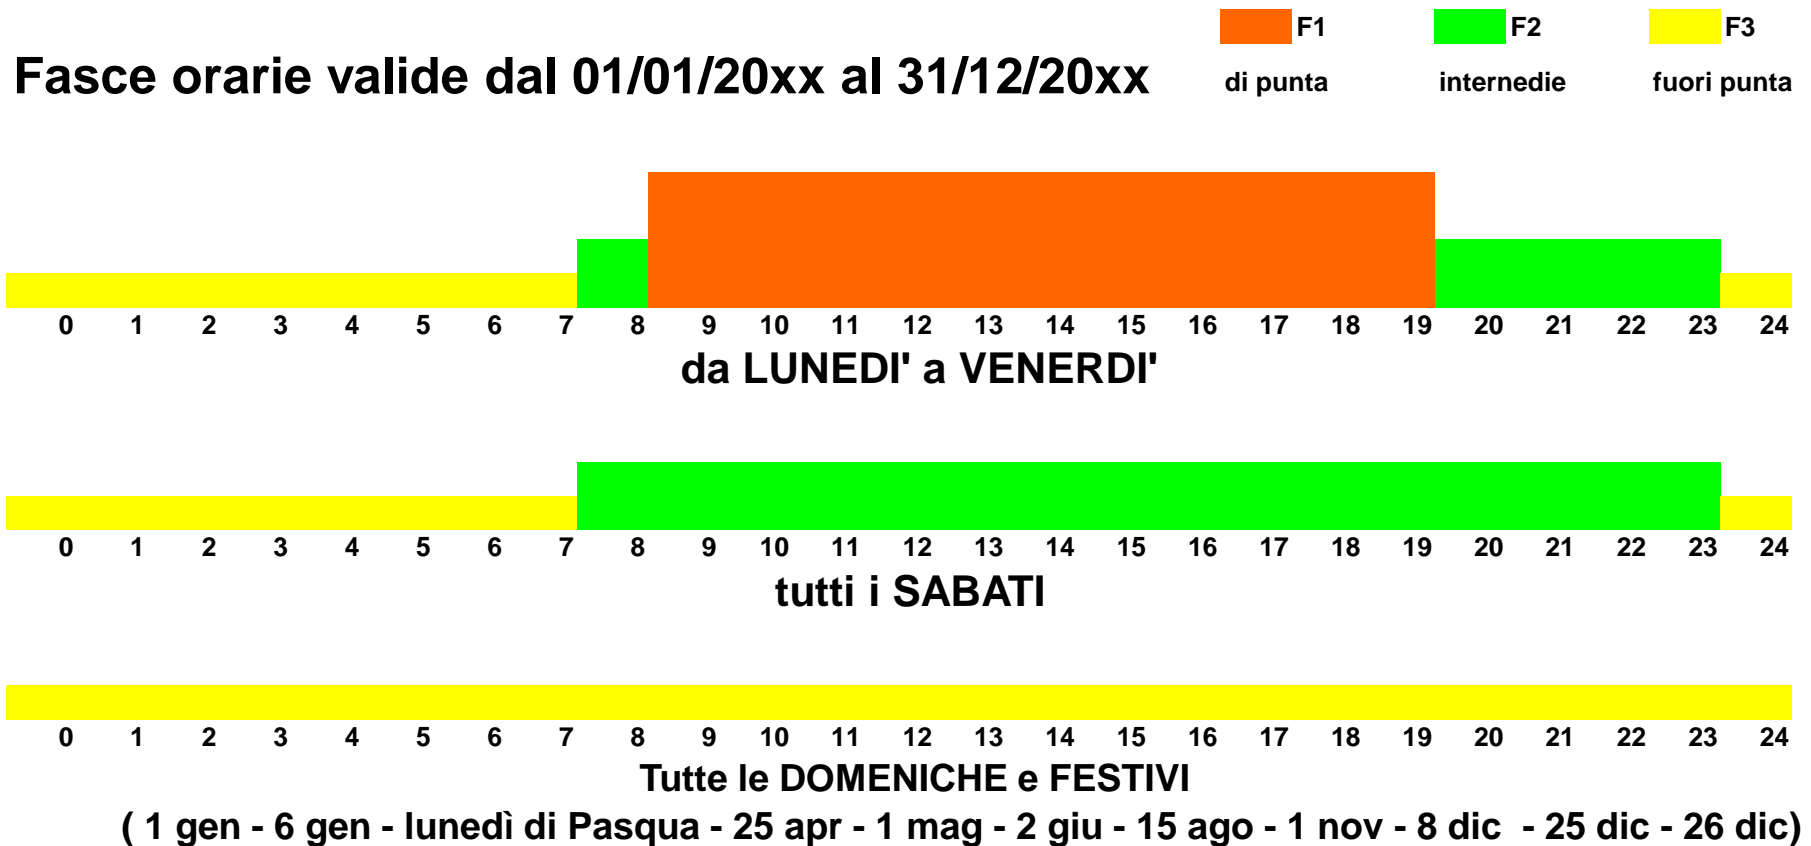 F1 F2 F3
Fasce orarie valide dal 01/01/20xx al 31/12/20xx
di punta internedie fuori punta
0 1 2 3 4 5 6 7 8 9 10 11 12 13 14 15 16 17 18 19 20 21 22 23 24
da LUNEDI' a VENERDI'
0 1 2 3 4 5 6 7 8 9 10 11 12 13 14 15 16 17 18 19 20 21 22 23 24
tutti i SABATI
0 1 2 3 4 5 6 7 8 9 10 11 12 13 14 15 16 17 18 19 20 21 22 23 24
Tutte le DOMENICHE e FESTIVI
( 1 gen - 6 gen - lunedì di Pasqua - 25 apr - 1 mag - 2 giu - 15 ago - 1 nov - 8 dic - 25 dic - 26 dic)